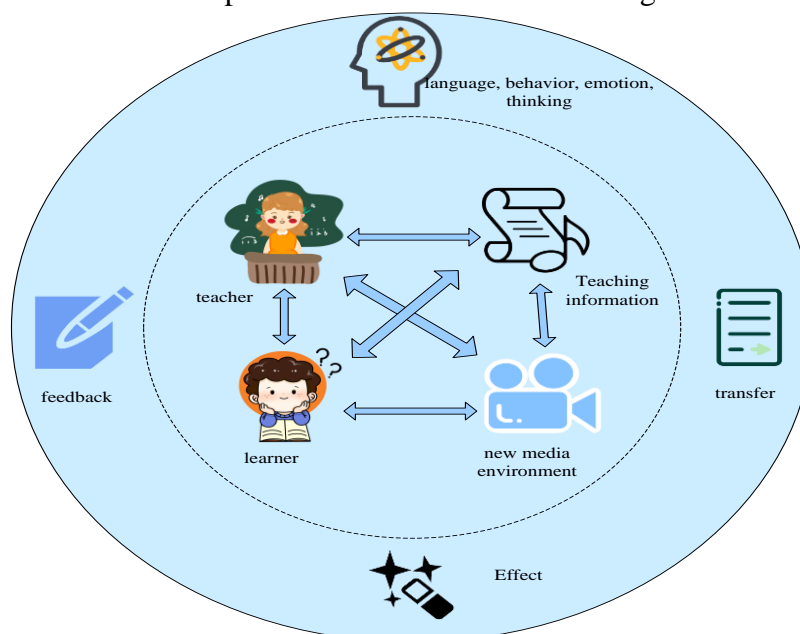 language, behavior, emotion,
thinking
teacher
Teaching
information
feedback
transfer
??
learner
new media
environment
Effect